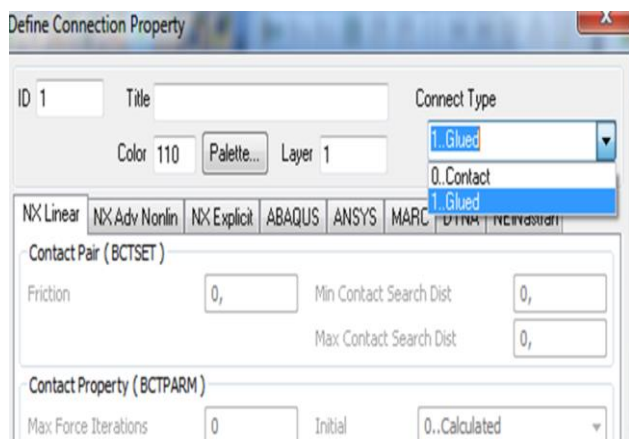 Define Connection Property
X
ID 1 Title Connect Type
Color 110 Palette... Layer 1 1..Glued
0..Contact
1..Glued
NX Linear NX Adv Nonlin NX Explicit ABAQUS ANSYS MARC DYNA NEiNastran
Contact Pair ( BCTSET )
Friction 0, Min Contact Search Dist 0,
Max Contact Search Dist 0,
Contact Property ( BCTPARM )
Max Force Iterations 0 Initial 0..Calculated